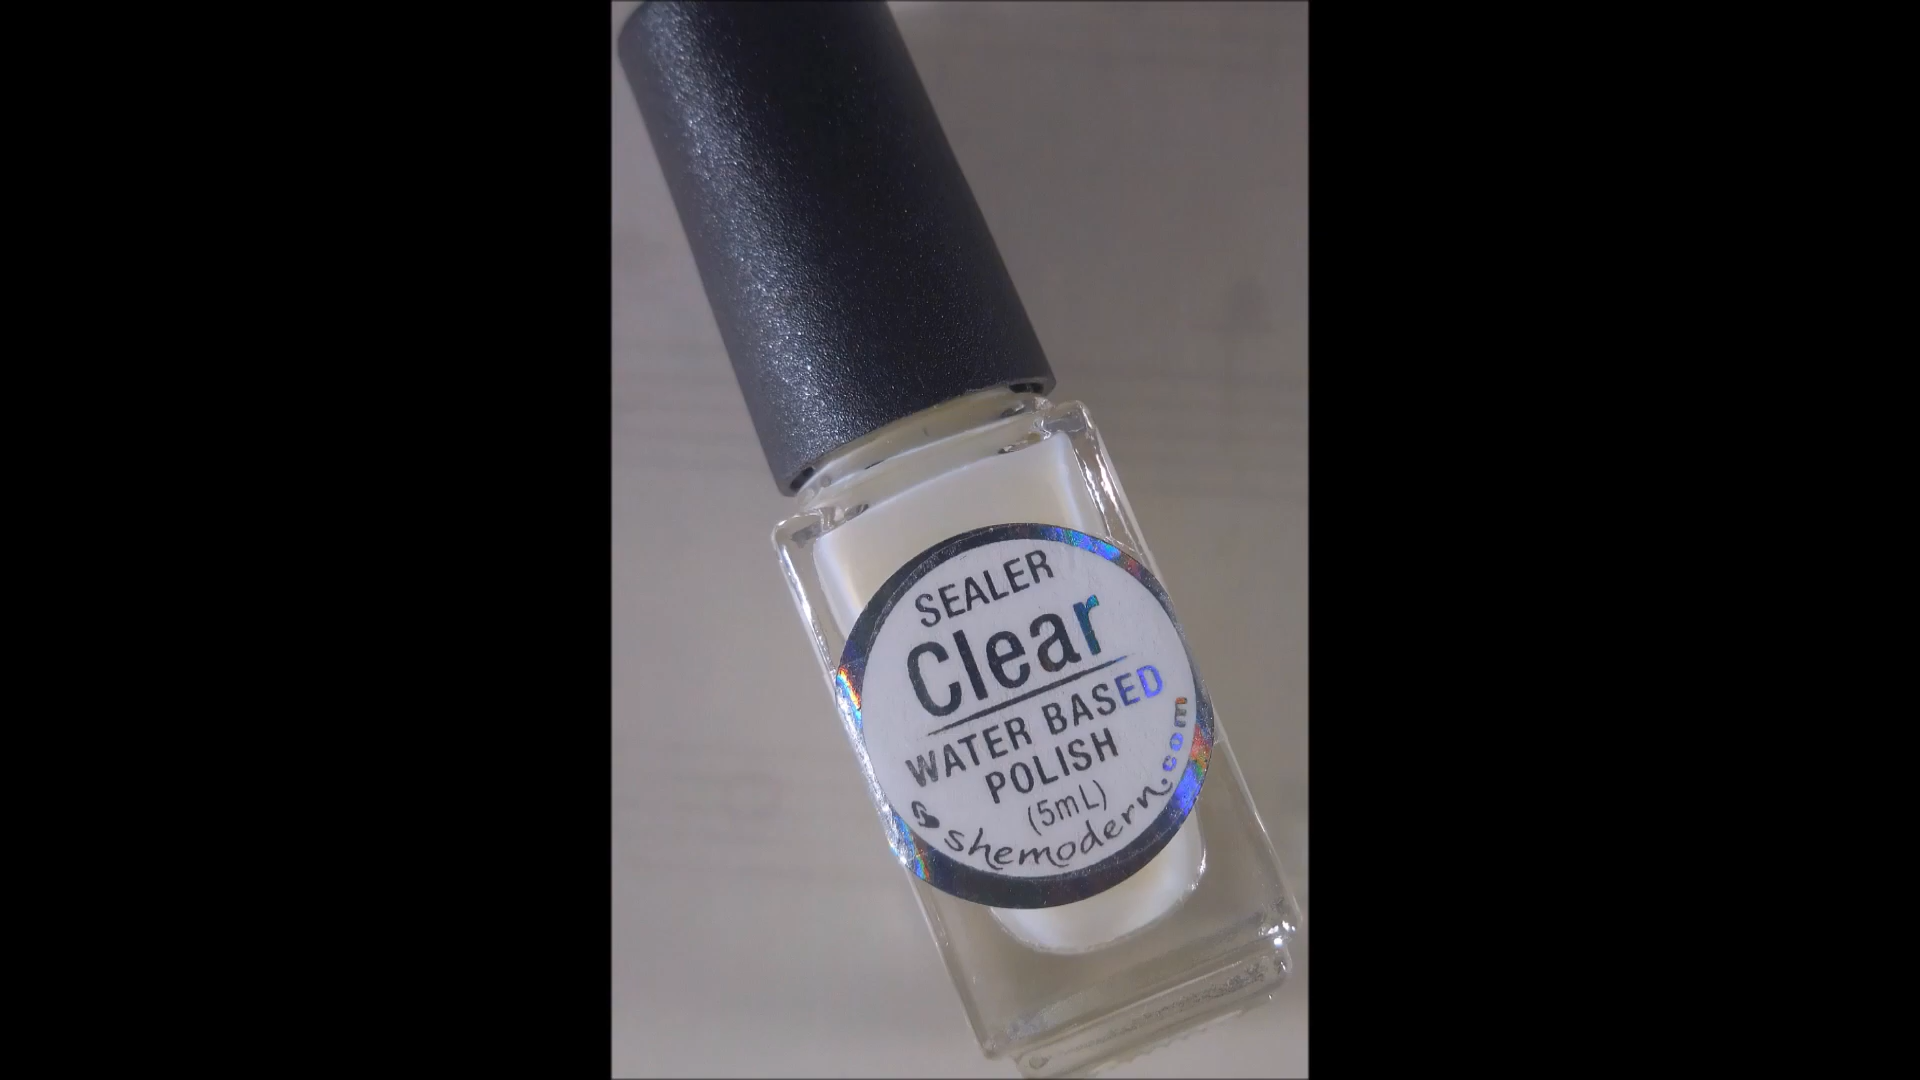 SEALER
Clear
WATER BASED
POLISH
(5mL)
shemodern.com